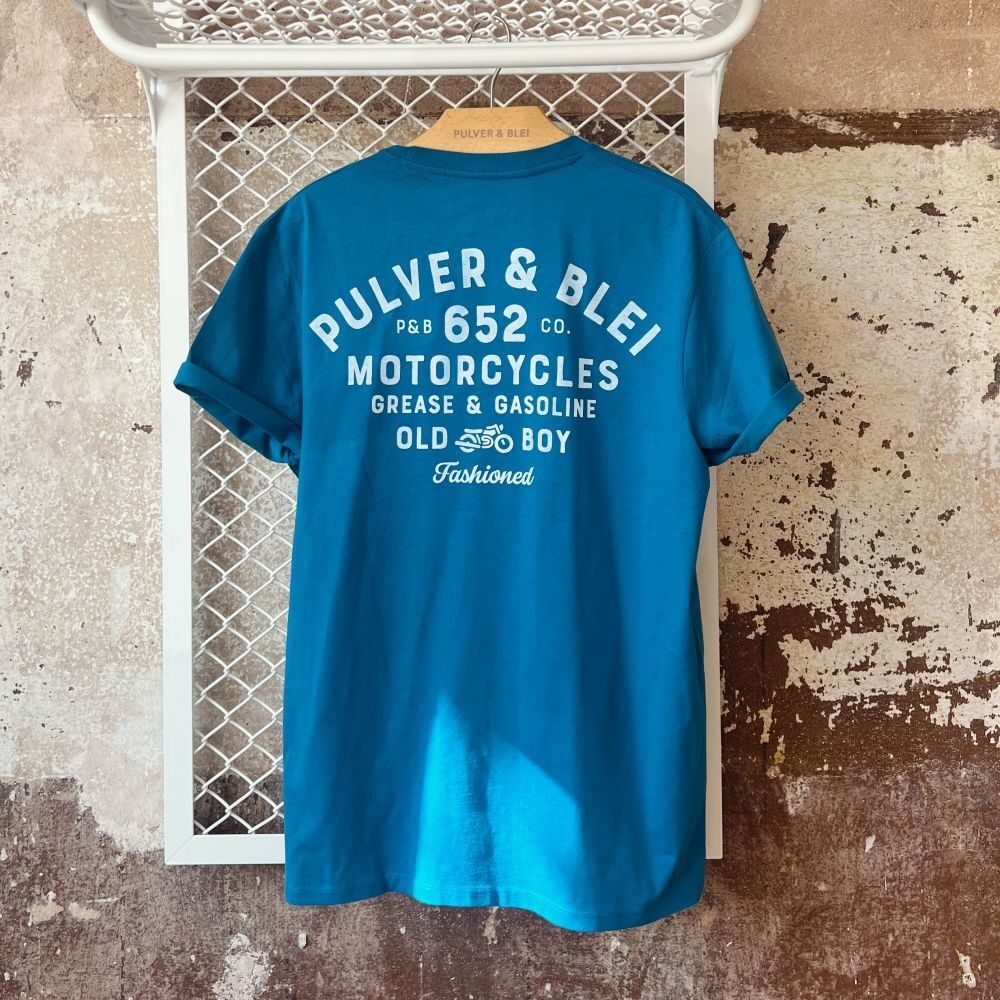 PULVER & BLEI
PULVER & BLEI
P&B 652 CO.
MOTORCYCLES
GREASE & GASOLINE
OLD BOY
Fashioned